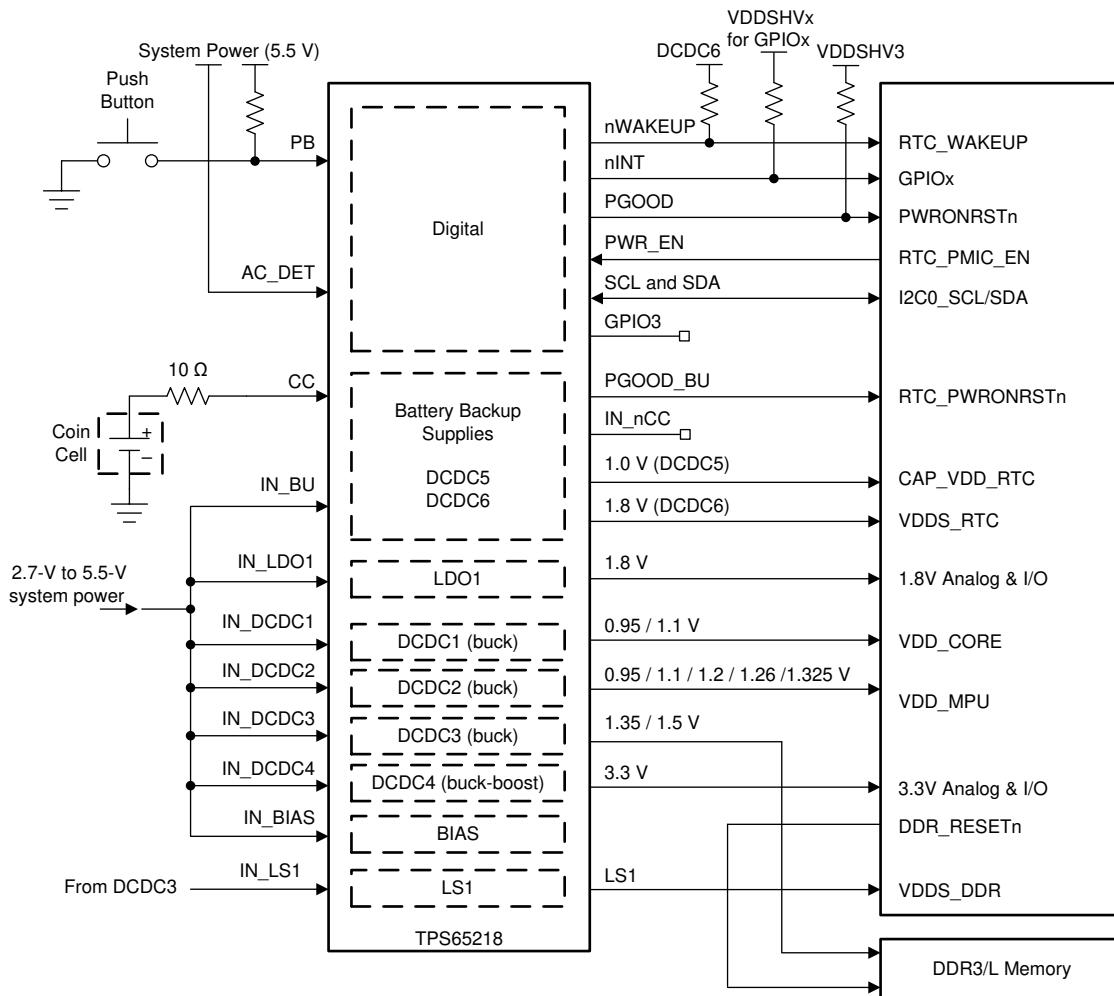 System Power (5.5 V)
VDDSHVx
for GPIOx
DCDC6
VDDSHV3
Push
Button
PB
AC_DET
10 Ω
CC
Coin
Cell
+
–
IN_BU
2.7-V to 5.5-V
system power
IN_LDO1
IN_DCDC1
IN_DCDC2
IN_DCDC3
IN_DCDC4
IN_BIAS
From DCDC3
IN_LS1
Digital
Battery Backup
Supplies
DCDC5
DCDC6
LDO1
DCDC1 (buck)
DCDC2 (buck)
DCDC3 (buck)
DCDC4 (buck-boost)
BIAS
LS1
TPS65218
nWAKEUP
nINT
PGOOD
PWR_EN
SCL and SDA
GPIO3
PGOOD_BU
IN_nCC
1.0 V (DCDC5)
1.8 V (DCDC6)
1.8 V
0.95 / 1.1 V
0.95 / 1.1 / 1.2 / 1.26 /1.325 V
1.35 / 1.5 V
3.3 V
LS1
RTC_WAKEUP
GPIOx
PWRONRSTn
RTC_PMIC_EN
I2C0_SCL/SDA
RTC_PWRONRSTn
CAP_VDD_RTC
VDDS_RTC
1.8V Analog & I/O
VDD_CORE
VDD_MPU
3.3V Analog & I/O
DDR_RESETn
VDDS_DDR
DDR3/L Memory